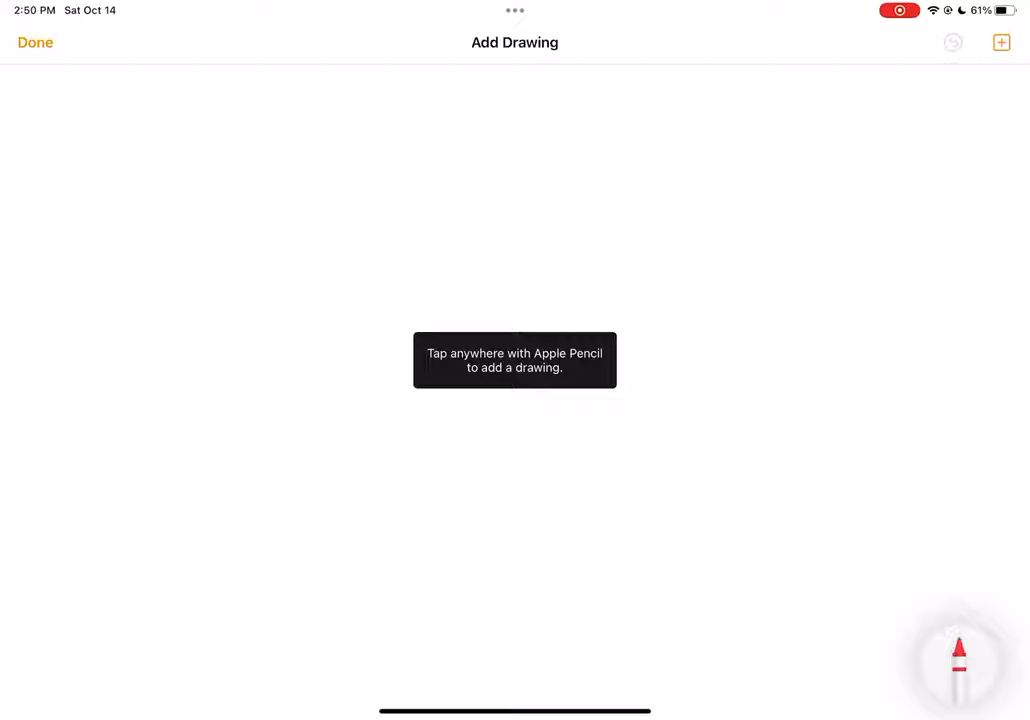 2:50 PM Sat Oct 14
61%
Done
Add Drawing
Tap anywhere with Apple Pencil
to add a drawing.